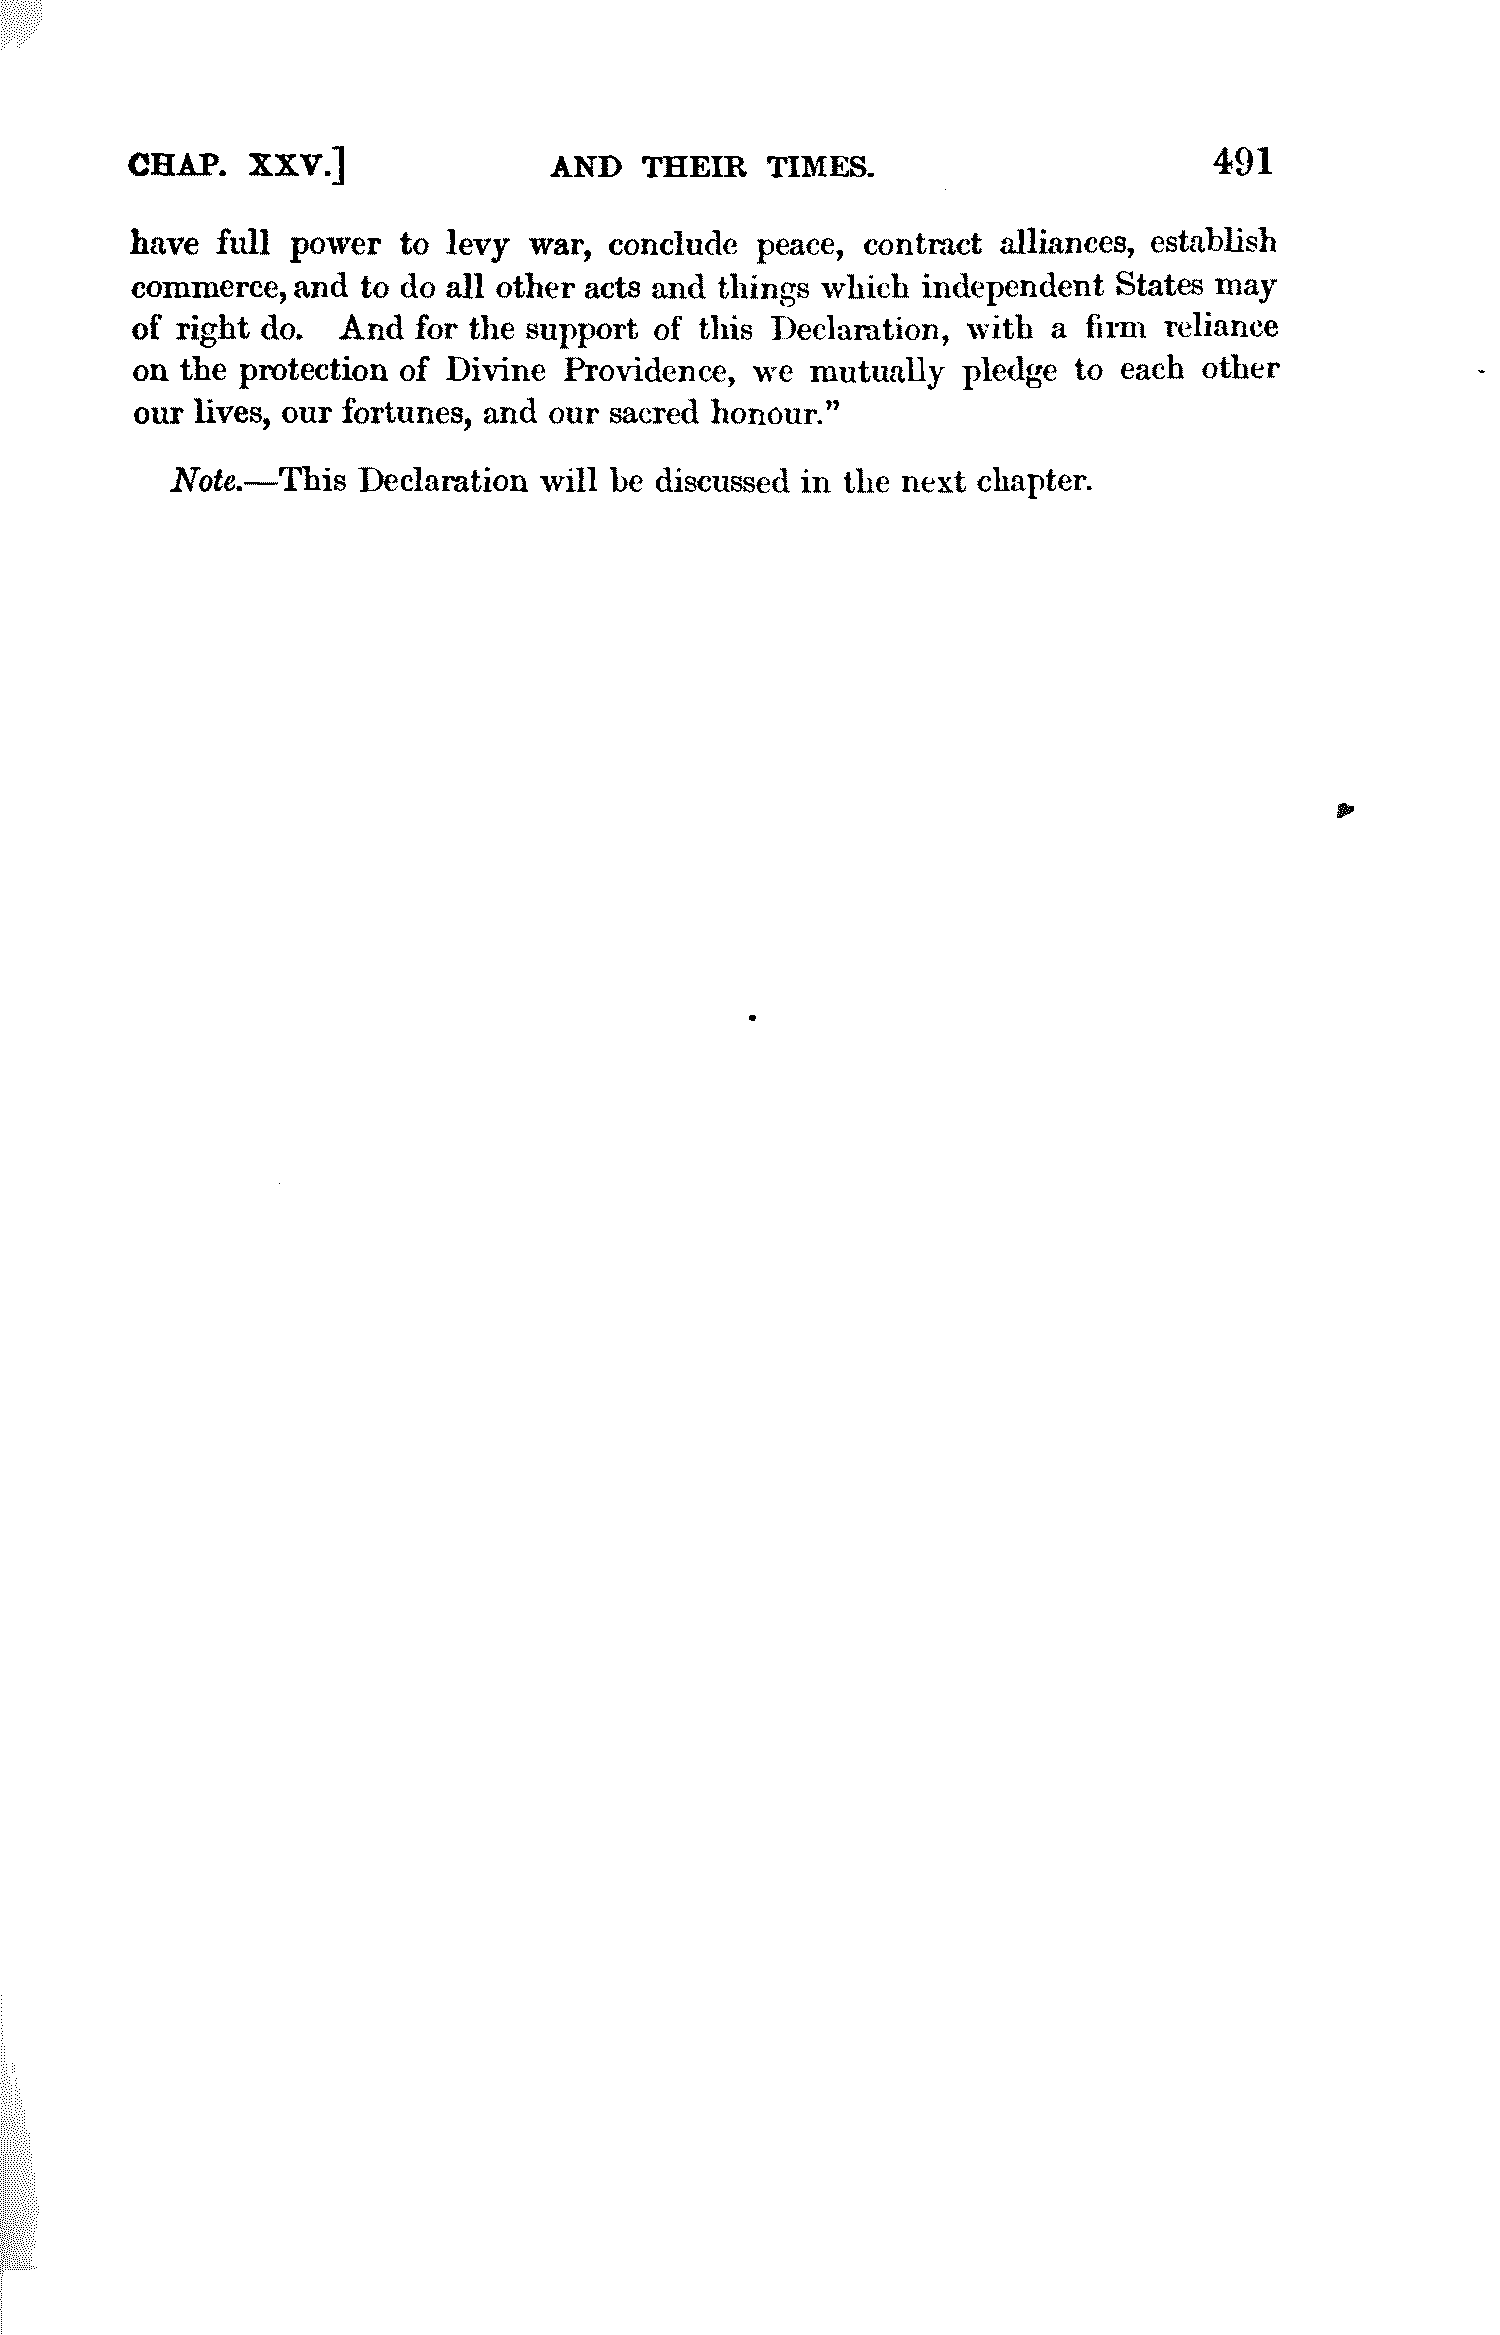 CHAP. XXV.] AND THEIR TIMES. 491
have full power to levy war, conclude peace, contract alliances, establish
commerce, and to do all other acts and things which independent States may
of right do. And for the support of this Declaration, with a firm reliance
on the protection of Divine Providence, we mutually pledge to each other
our lives, our fortunes, and our sacred honour.”
Note.—This Declaration will be discussed in the next chapter.